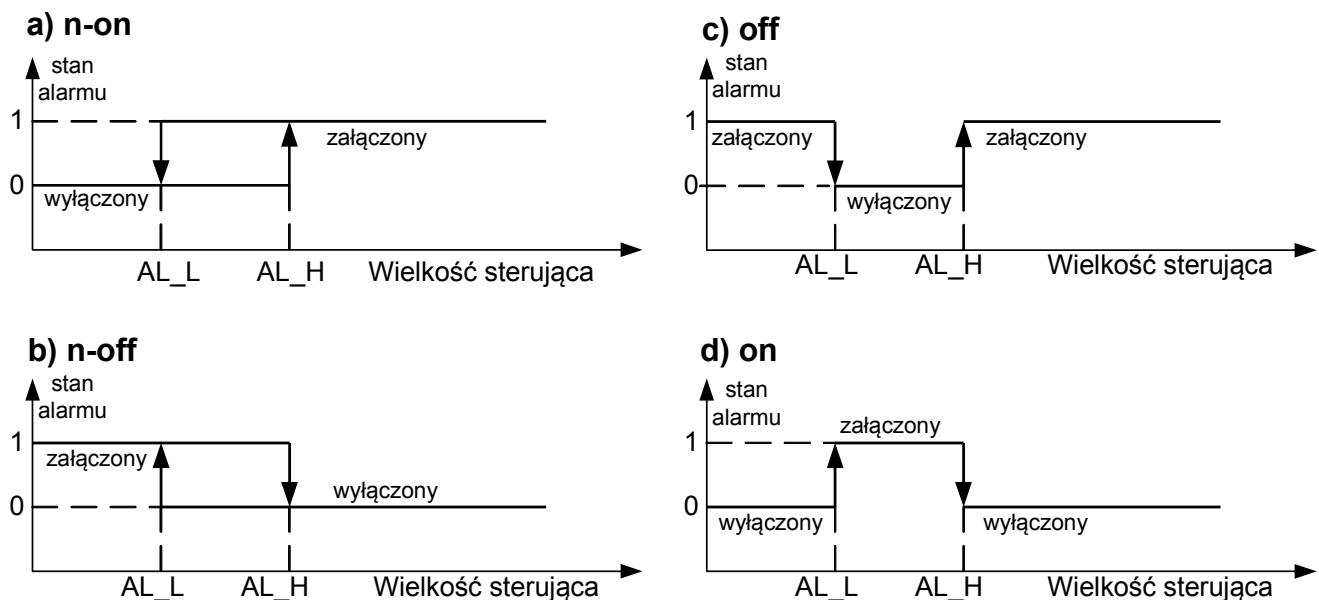 a) n-on
stan
alarmu
1
załączony
0
wyłączony
AL_L
AL_H
Wielkość sterująca
c) off
stan
alarmu
1
załączony
załączony
0
wyłączony
AL_L
AL_H
Wielkość sterująca
b) n-off
stan
alarmu
1
załączony
wyłączony
0
AL_L
AL_H
Wielkość sterująca
d) on
stan
alarmu
załączony
1
0
wyłączony
wyłączony
AL_L
AL_H
Wielkość sterująca